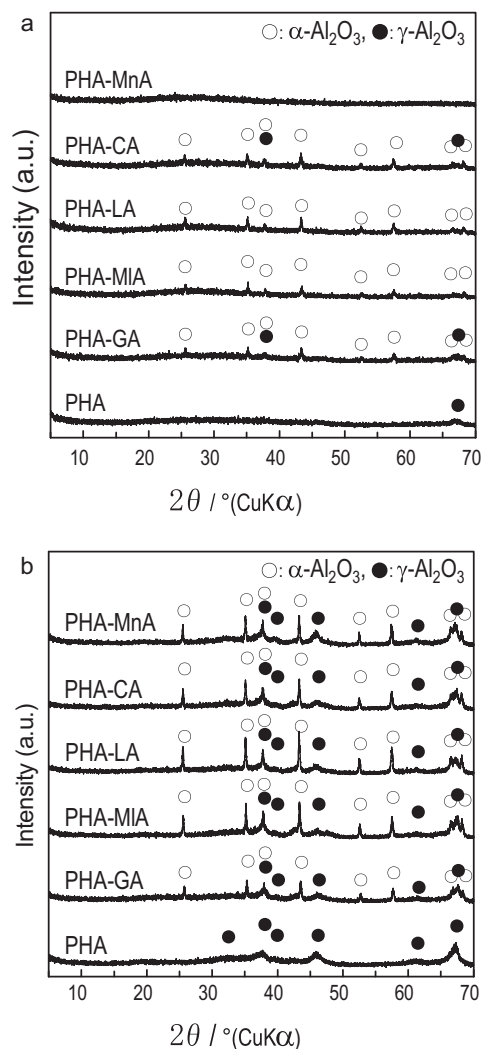 a
○: α-Al2O3, ●: γ-Al2O3
PHA-MnA
PHA-CA
PHA-LA
PHA-MlA
PHA-GA
PHA
Intensity (a.u.)
10 20 30 40 50 60 70
2θ / °(CuKα)
b
○: α-Al2O3, ●: γ-Al2O3
PHA-MnA
PHA-CA
PHA-LA
PHA-MlA
PHA-GA
PHA
Intensity (a.u.)
10 20 30 40 50 60 70
2θ / °(CuKα)